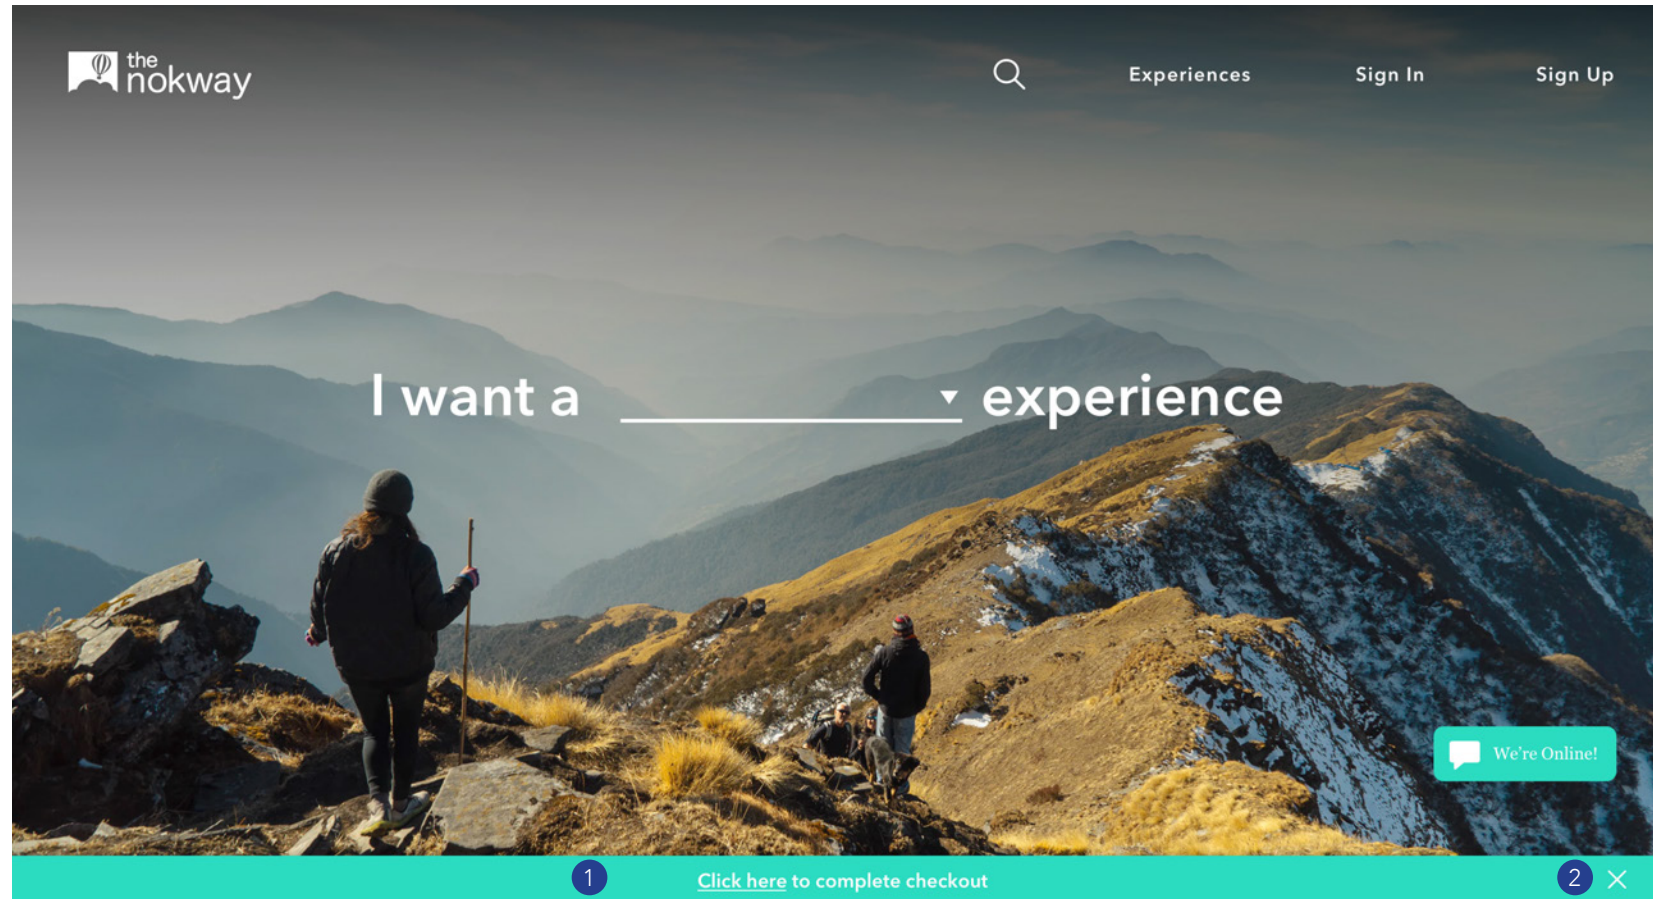 the
nokway
Experiences
Sign In
Sign Up
I want a experience
We're Online!
1
Click here to complete checkout
2